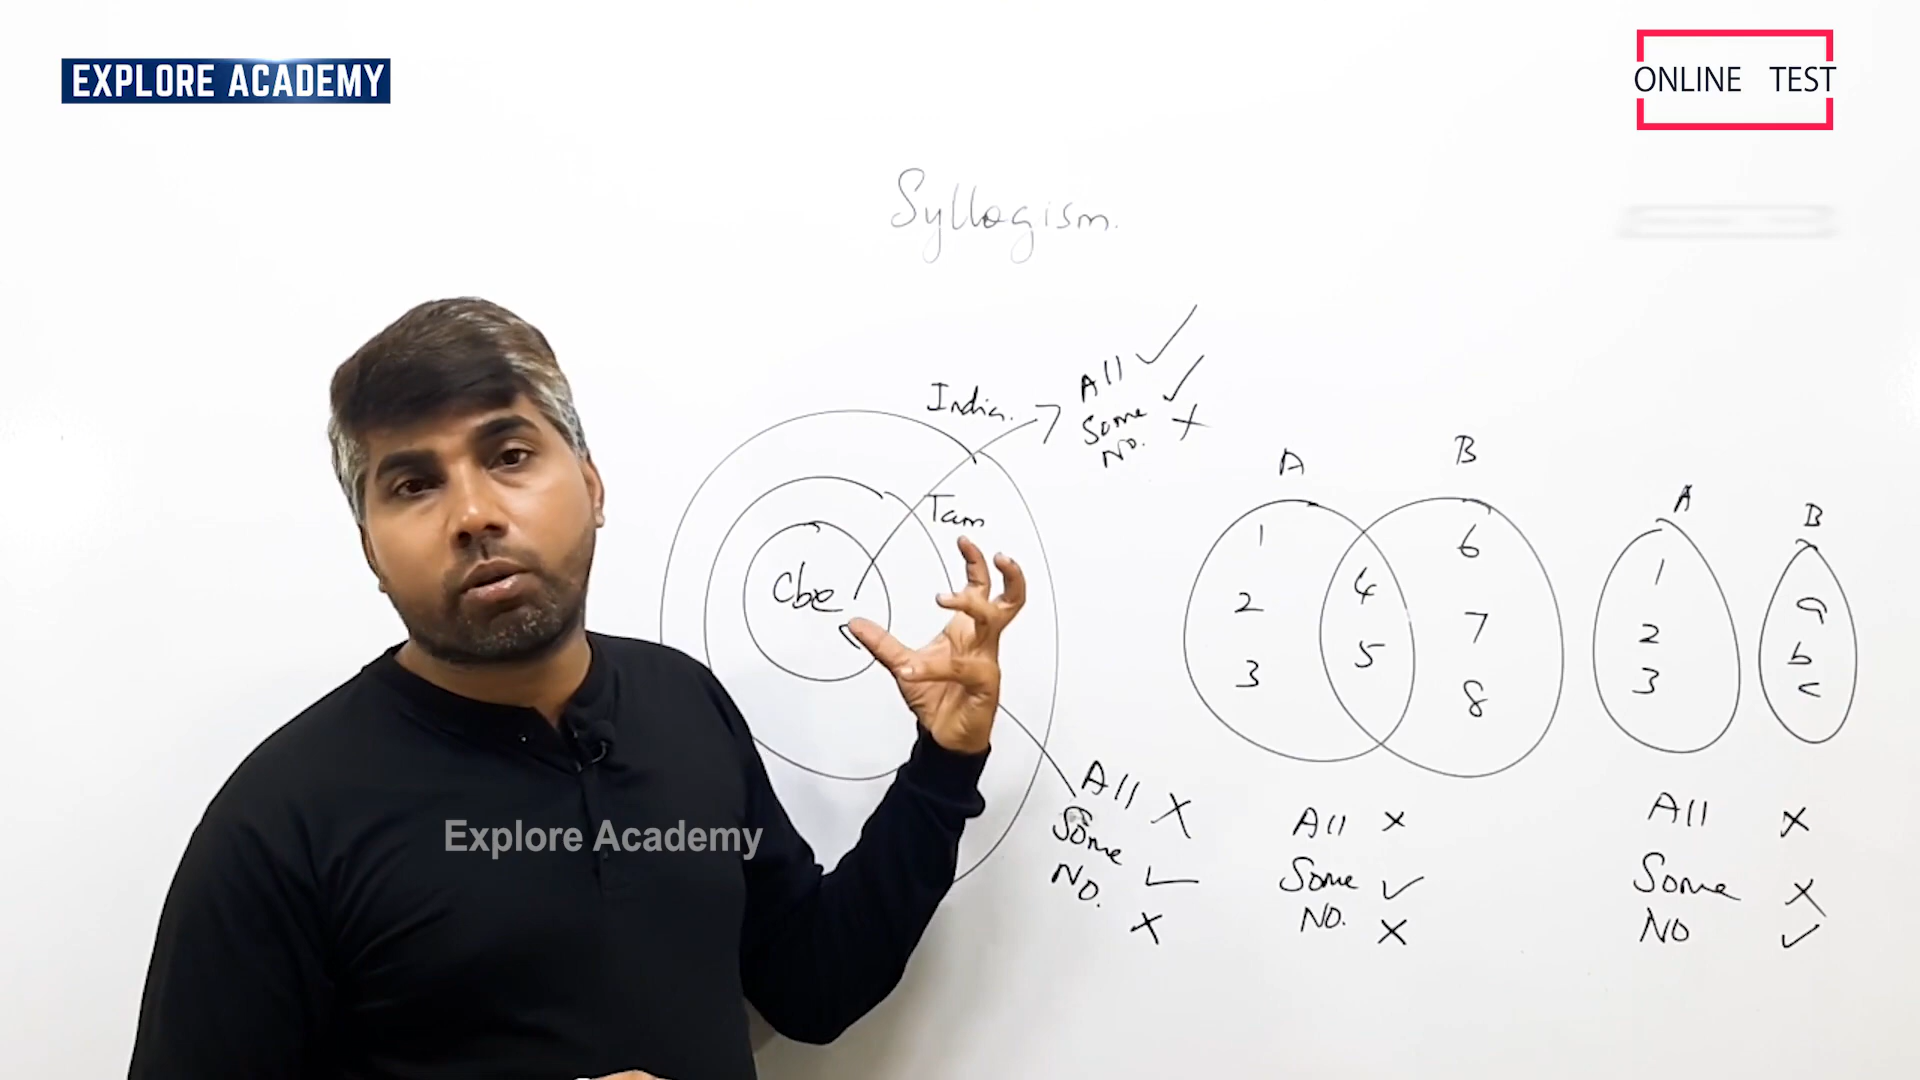 EXPLORE ACADEMY
ONLINE TEST
Syllogism.
India.
All ✓
Some ✓
No. X
Tam
Cbe
All X
Some ✓
No. X
A B
1
2
3
4
5
6
7
8
All X
Some ✓
NO. X
A B
1
2
3
a
b
c
All X
Some X
NO ✓
Explore Academy